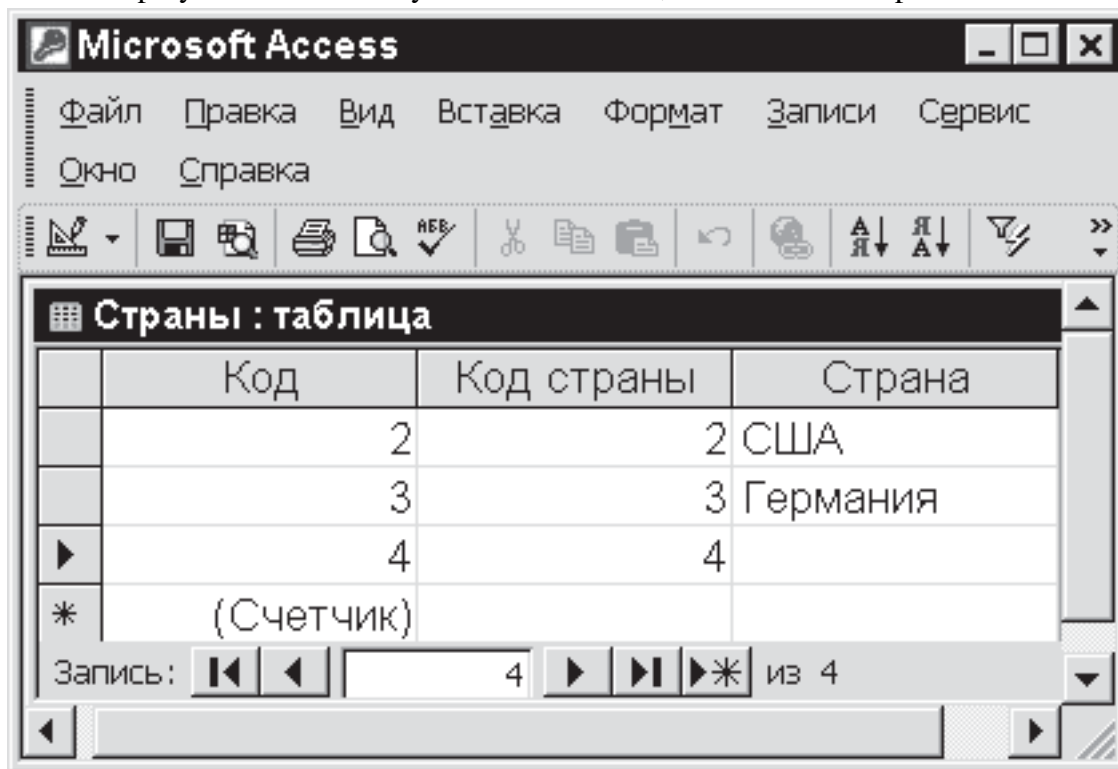 Microsoft Access
Файл Правка Вид Вставка Формат Записи Сервис
Окно Справка
Страны : таблица
Код Код страны Страна
2 2 США
3 3 Германия
4 4
(Счетчик)
Запись: 4 из 4